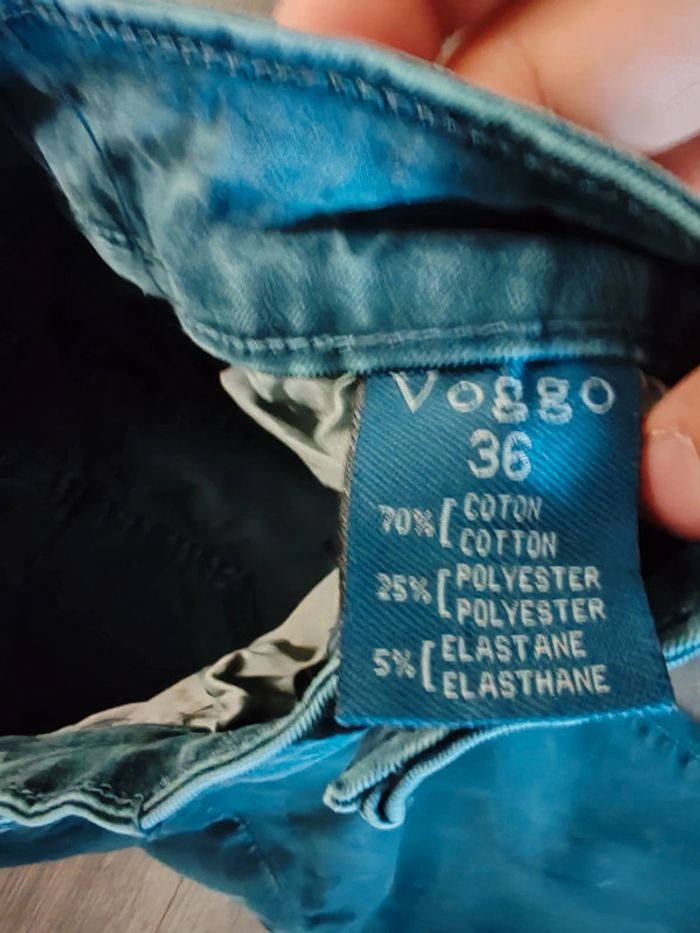 Voggo
36
70% [ COTON
COTTON
25% [ POLYESTER
POLYESTER
5% [ ELASTANE
ELASTHANE